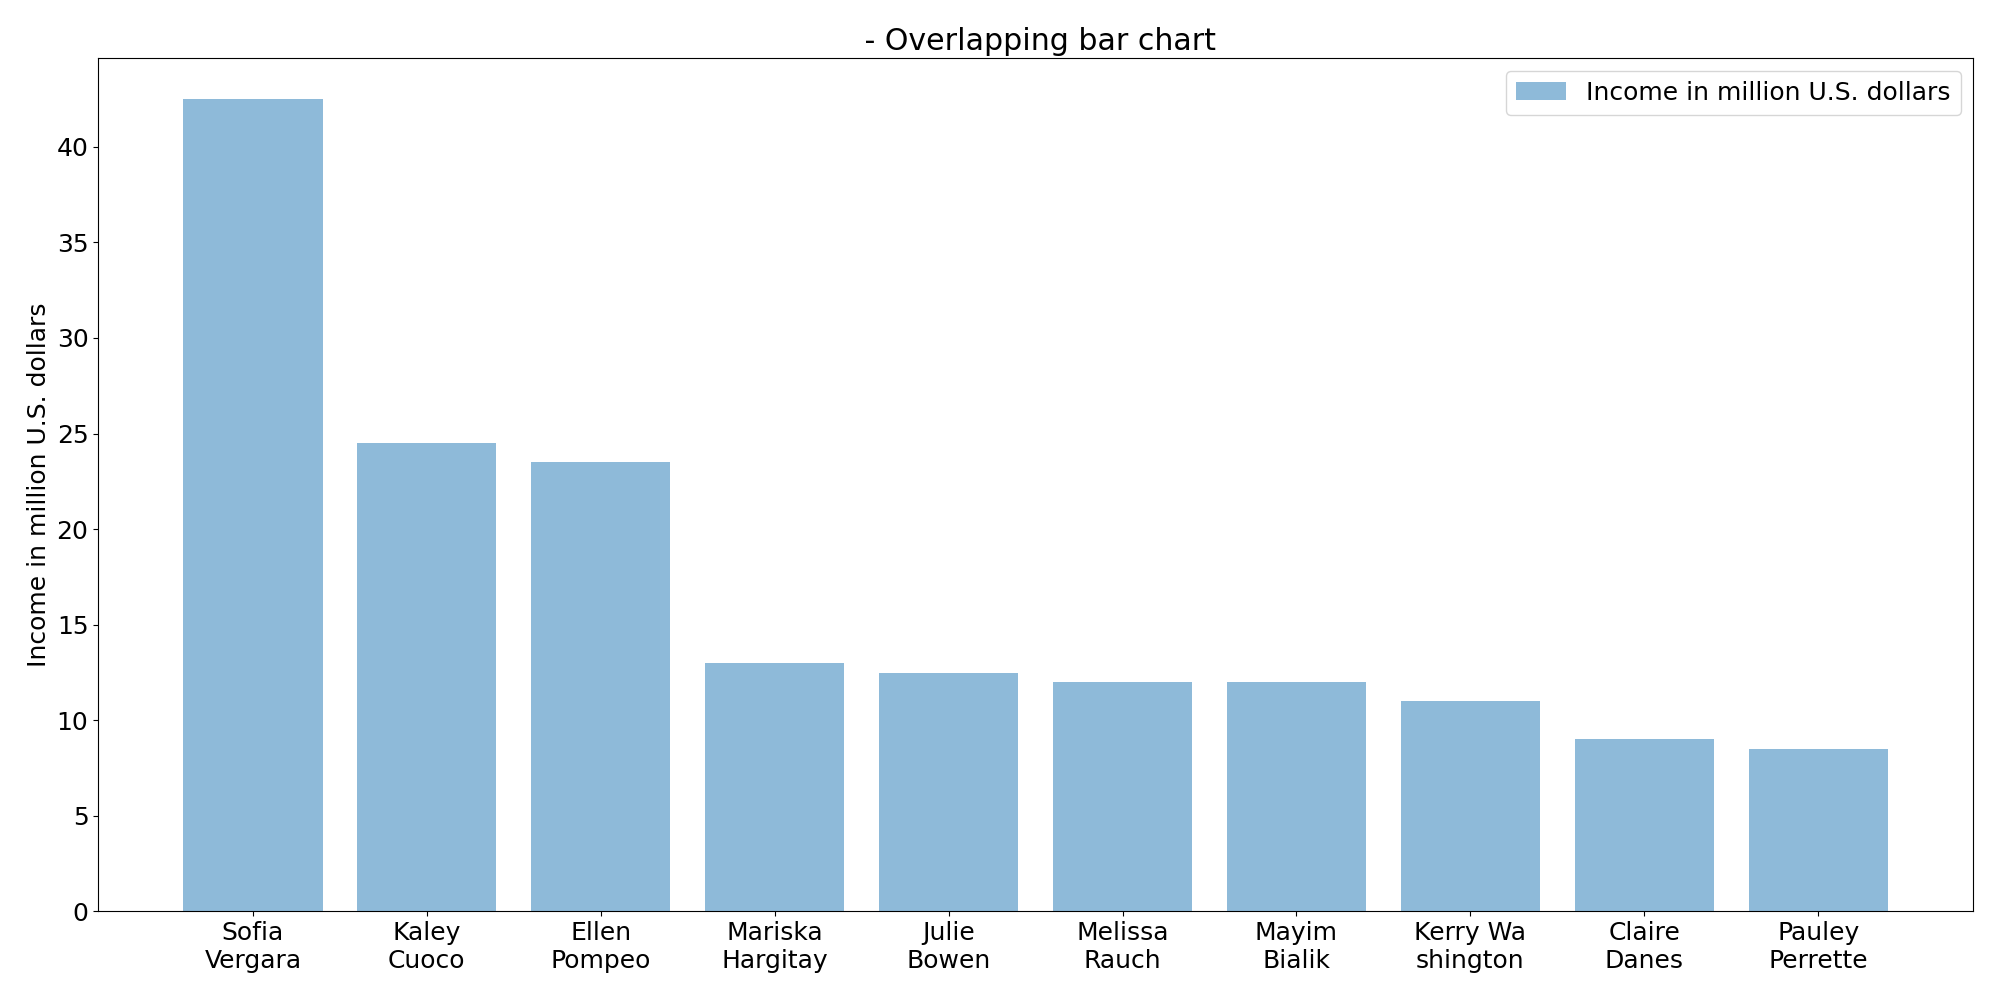 - Overlapping bar chart
Income in million U.S. dollars
Income in million U.S. dollars
40
35
30
25
20
15
10
5
0
Sofia
Vergara
Kaley
Cuoco
Ellen
Pompeo
Mariska
Hargitay
Julie
Bowen
Melissa
Rauch
Mayim
Bialik
Kerry Wa
shington
Claire
Danes
Pauley
Perrette